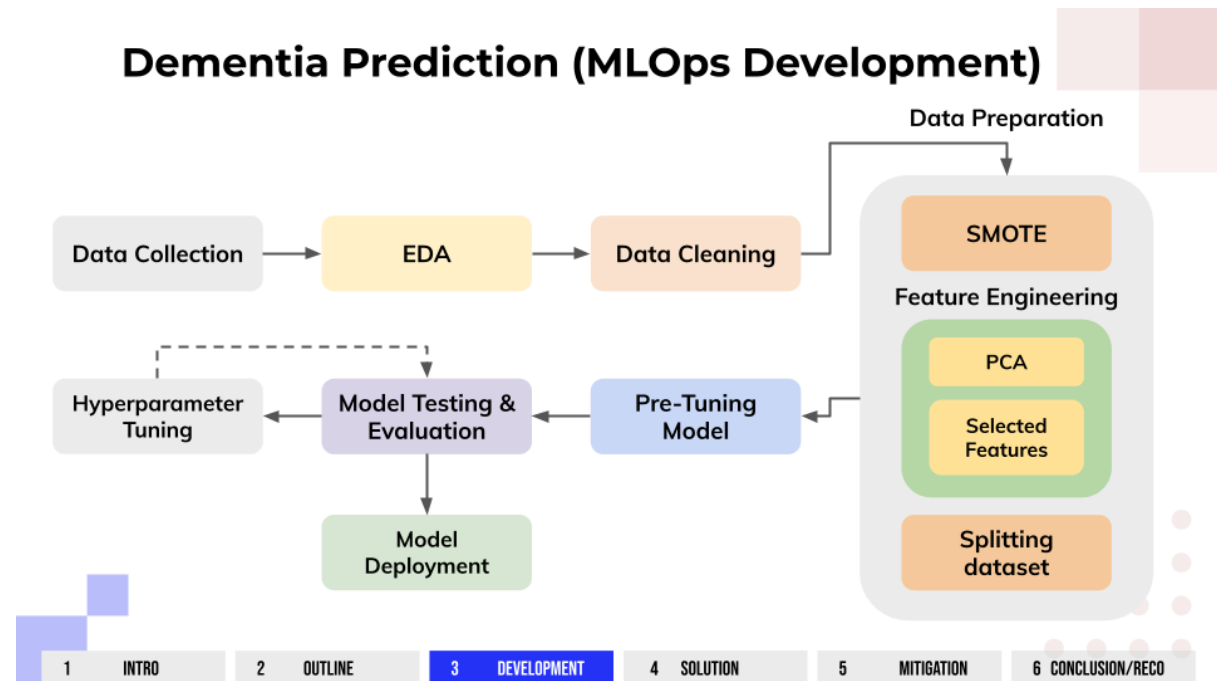 Dementia Prediction (MLOps Development)
Data Preparation
Data Collection
EDA
Data Cleaning
SMOTE
Feature Engineering
PCA
Selected
Features
Splitting
dataset
Pre-Tuning
Model
Model Testing &
Evaluation
Hyperparameter
Tuning
Model
Deployment
1 INTRO
2 OUTLINE
3 DEVELOPMENT
4 SOLUTION
5 MITIGATION
6 CONCLUSION/RECO